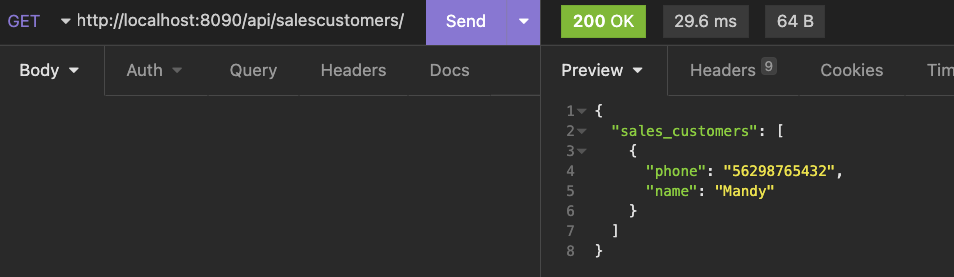 GET http://localhost:8090/api/salescustomers/ Send 200 OK 29.6 ms 64 B
Body Auth Query Headers Docs Preview Headers 9 Cookies Tim
1 {
2 "sales_customers": [
3 {
4 "phone": "56298765432",
5 "name": "Mandy"
6 }
7 ]
8 }